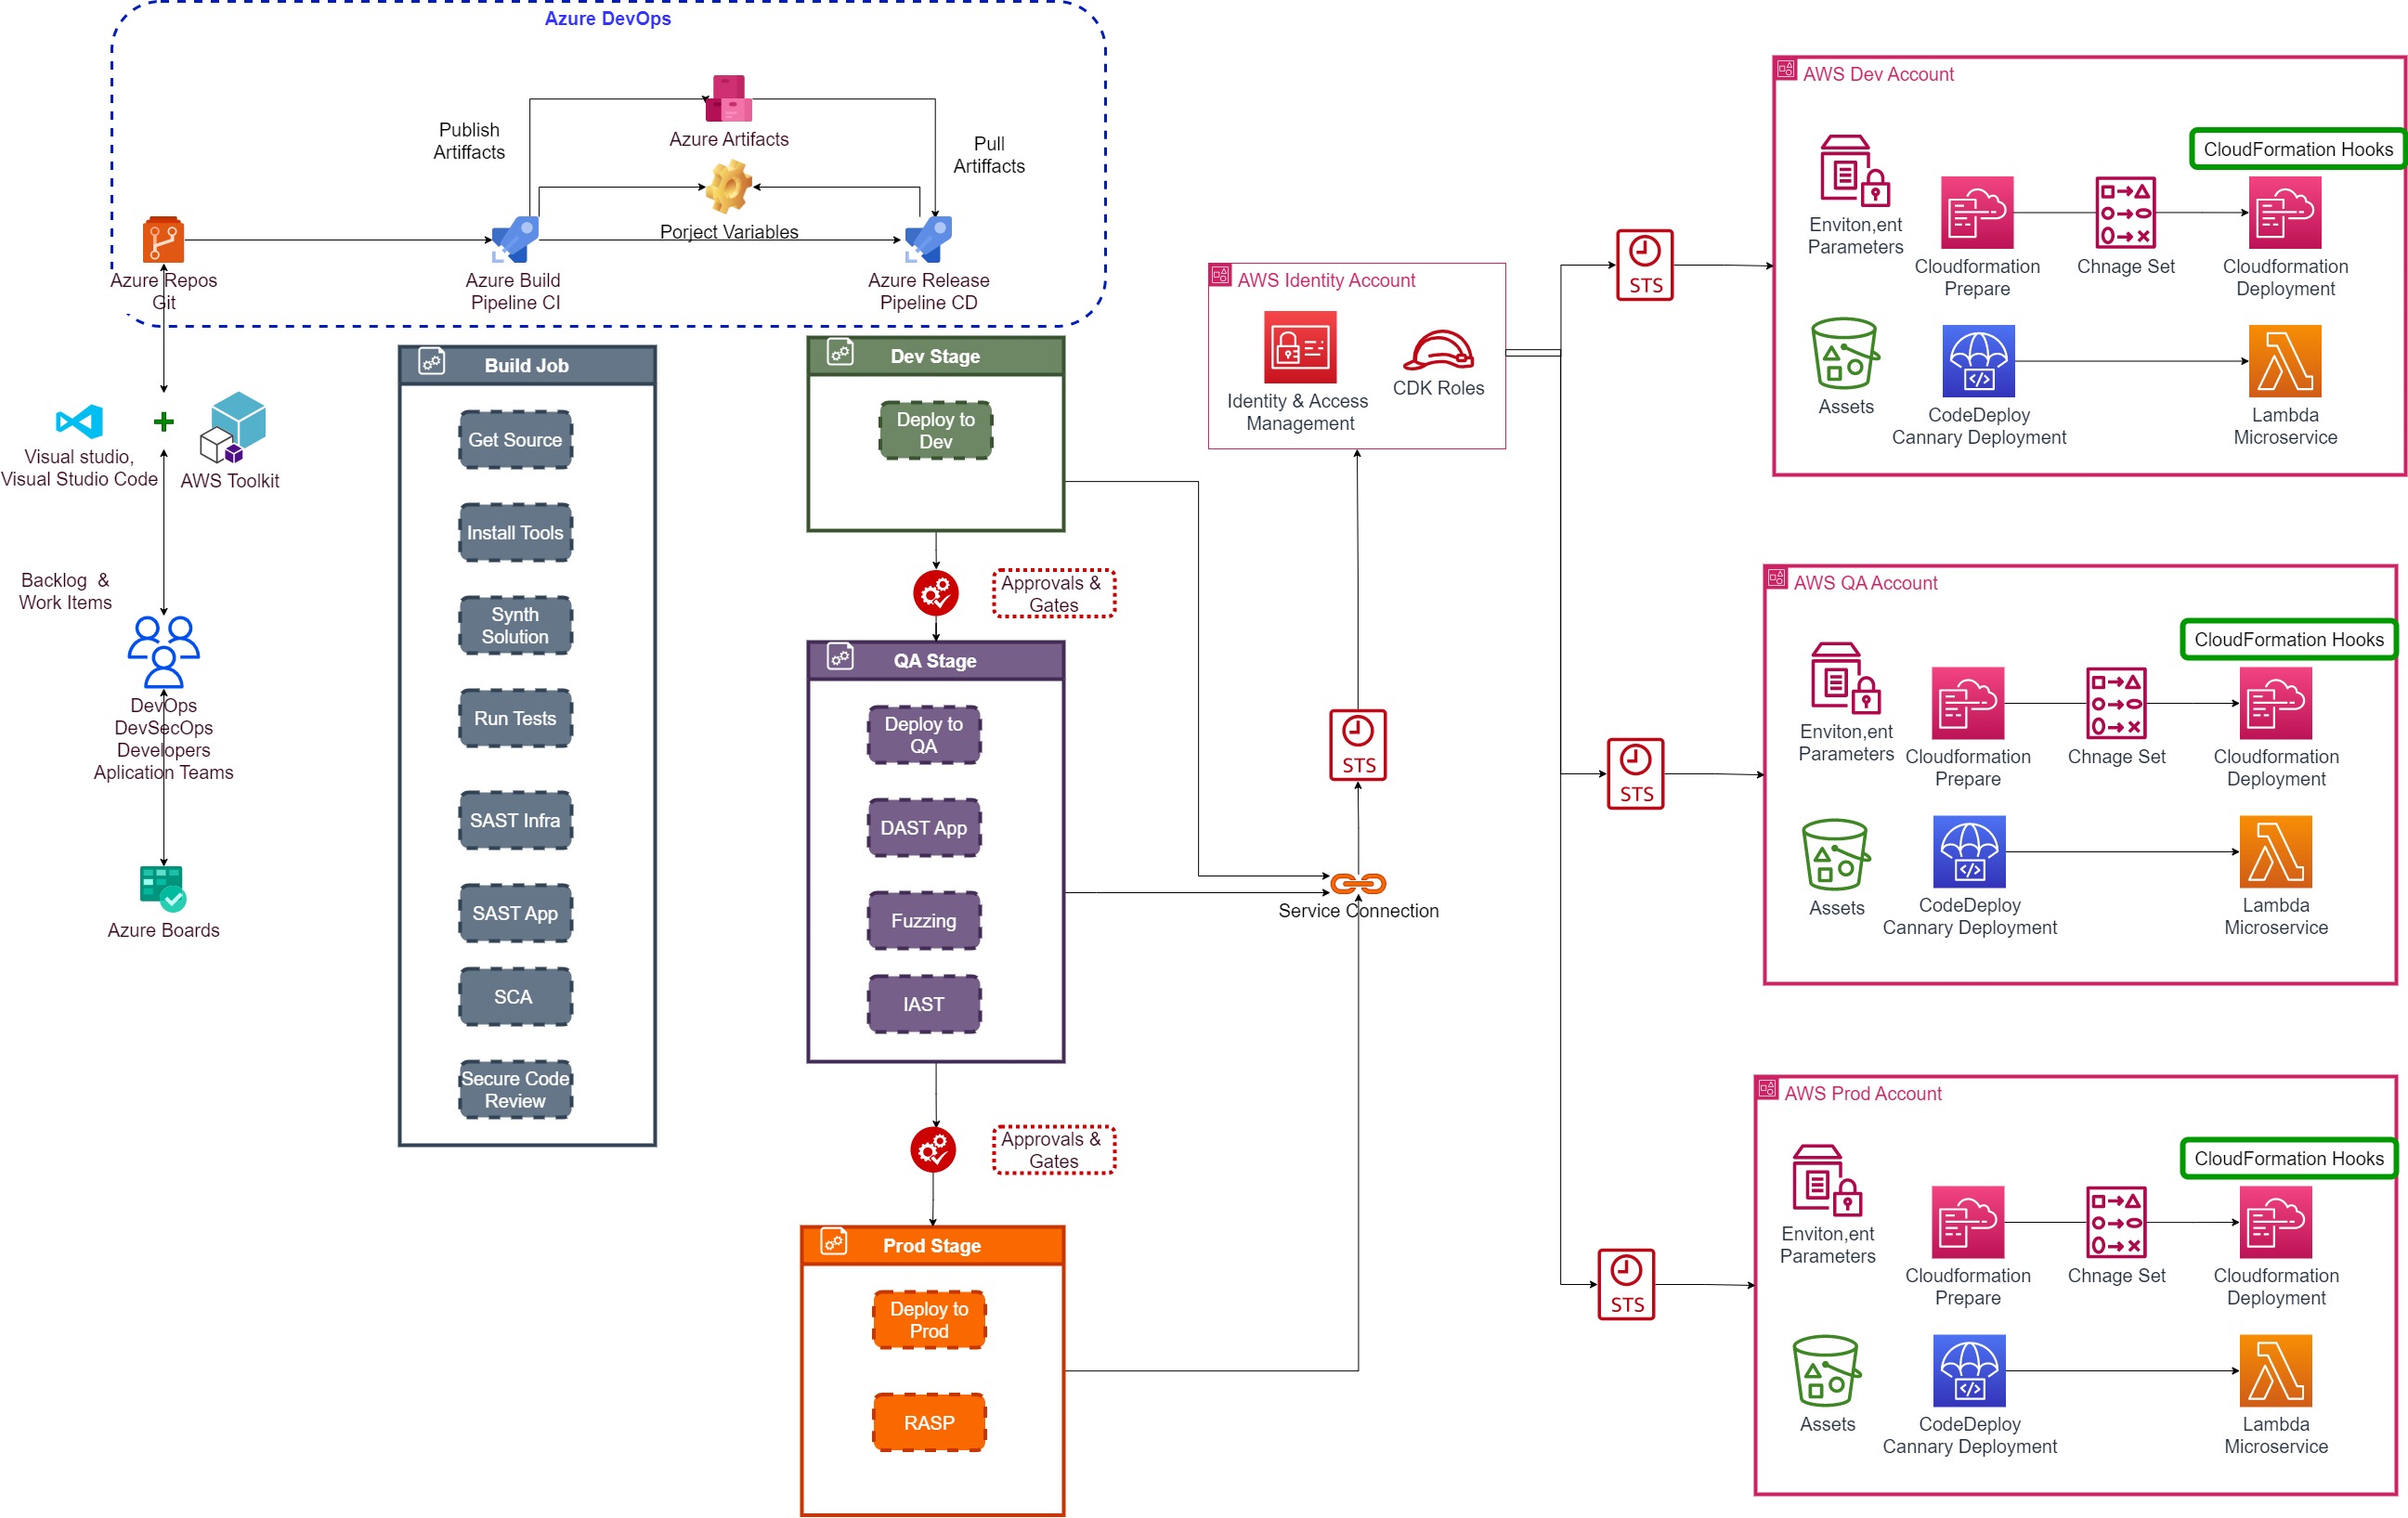 Azure DevOps
Publish
Artiffacts
Azure Artifacts
Pull
Artiffacts
Porject Variables
Azure Repos
Git
Azure Build
Pipeline CI
Azure Release
Pipeline CD
Visual studio,
Visual Studio Code
AWS Toolkit
Backlog &
Work Items
DevOps
DevSecOps
Developers
Aplication Teams
Azure Boards
Build Job
Get Source
Install Tools
Synth
Solution
Run Tests
SAST Infra
SAST App
SCA
Secure Code
Review
Dev Stage
Deploy to
Dev
Approvals &
Gates
QA Stage
Deploy to
QA
DAST App
Fuzzing
IAST
Approvals &
Gates
Prod Stage
Deploy to
Prod
RASP
AWS Identity Account
Identity & Access
Management
CDK Roles
STS
Service Connection
STS
STS
STS
AWS Dev Account
CloudFormation Hooks
Environ,ent
Parameters
Cloudformation
Prepare
Chnage Set
Cloudformation
Deployment
Assets
CodeDeploy
Cannary Deployment
Lambda
Microservice
AWS QA Account
CloudFormation Hooks
Enviton,ent
Parameters
Cloudformation
Prepare
Chnage Set
Cloudformation
Deployment
Assets
CodeDeploy
Cannary Deployment
Lambda
Microservice
AWS Prod Account
CloudFormation Hooks
Enviton,ent
Parameters
Cloudformation
Prepare
Chnage Set
Cloudformation
Deployment
Assets
CodeDeploy
Cannary Deployment
Lambda
Microservice